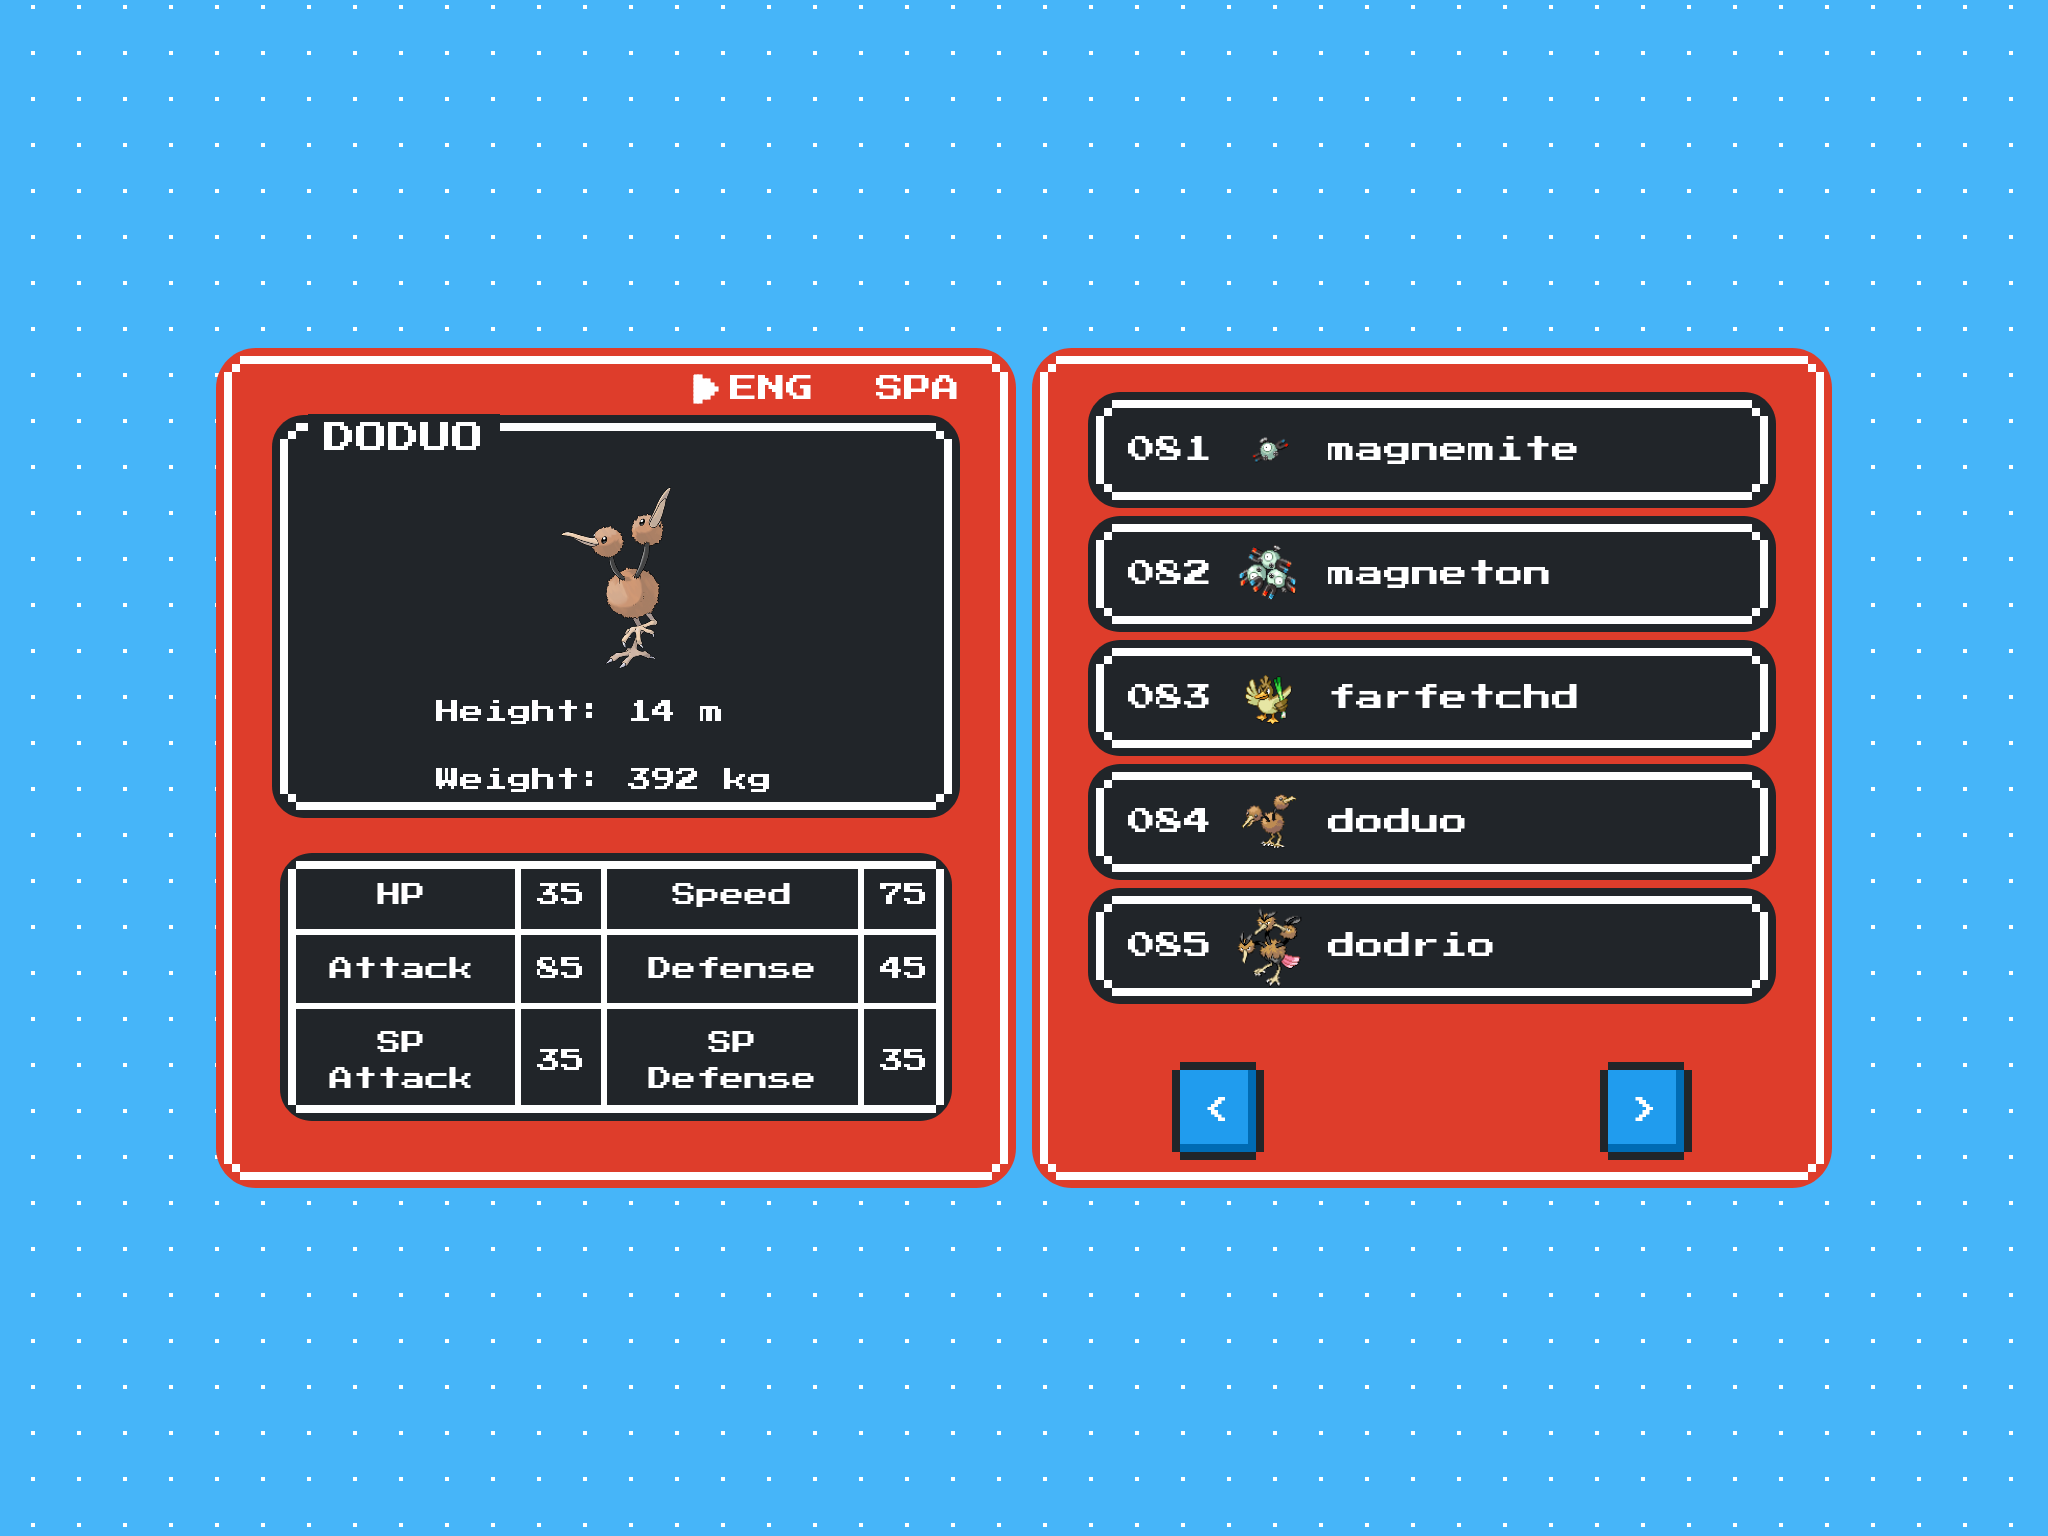 ENG SPA
DODUO
Height: 14 m
Weight: 392 kg
HP 35 Speed 75
Attack 85 Defense 45
SP Attack 35 SP Defense 35
081 magnemite
082 magneton
083 farfetchd
084 doduo
085 dodrio
< >